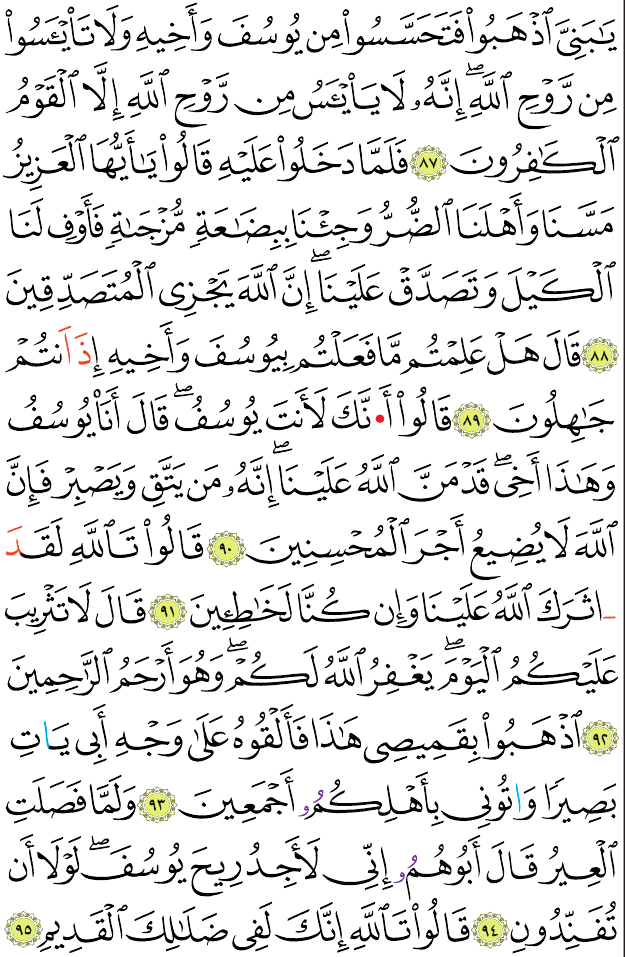 يَٰبَنِيَّ ٱذْهَبُوا۟ فَتَحَسَّسُوا۟ مِن يُوسُفَ وَأَخِيهِ وَلَا تَا۟يْـَٔسُوا۟
مِن رَّوْحِ ٱللَّهِۖ إِنَّهُۥ لَا يَا۟يْـَٔسُ مِن رَّوْحِ ٱللَّهِ إِلَّا ٱلْقَوْمُ
ٱلْكَٰفِرُونَ ٨٧ فَلَمَّا دَخَلُوا۟ عَلَيْهِ قَالُوا۟ يَٰٓأَيُّهَا ٱلْعَزِيزُ
مَسَّنَا وَأَهْلَنَا ٱلضُّرُّ وَجِئْنَا بِبِضَٰعَةٍ مُّزْجَىٰةٍ فَأَوْفِ لَنَا
ٱلْكَيْلَ وَتَصَدَّقْ عَلَيْنَاۖ إِنَّ ٱللَّهَ يَجْزِى ٱلْمُتَصَدِّقِينَ
٨٨ قَالَ هَلْ عَلِمْتُم مَّا فَعَلْتُم بِيُوسُفَ وَأَخِيهِ إِذَ اَنتُمْ
جَٰهِلُونَ ٨٩ قَالُوا۟ أَ•نَّكَ لَأَنتَ يُوسُفُۖ قَالَ أَنَا۠ يُوسُفُ
وَهَٰذَا أَخِىۖ قَدْ مَنَّ ٱللَّهُ عَلَيْنَاۖ إِنَّهُۥ مَن يَتَّقِ وَيَصْبِرْ فَإِنَّ
ٱللَّهَ لَا يُضِيعُ أَجْرَ ٱلْمُحْسِنِينَ ٩٠ قَالُوا۟ تَٱللَّهِ لَقَدَ
اثَرَكَ ٱللَّهُ عَلَيْنَا وَإِن كُنَّا لَخَٰطِـِٔينَ ٩١ قَالَ لَا تَثْرِيبَ
عَلَيْكُمُ ٱلْيَوْمَۖ يَغْفِرُ ٱللَّهُ لَكُمْۖ وَهُوَ أَرْحَمُ ٱلرَّٰحِمِينَ
٩٢ ٱذْهَبُوا۟ بِقَمِيصِى هَٰذَا فَأَلْقُوهُ عَلَىٰ وَجْهِ أَبِى يَاتِ
بَصِيرًا وَاتُونِى بِأَهْلِكُمُۥ أَجْمَعِينَ ٩٣ وَلَمَّا فَصَلَتِ
ٱلْعِيرُ قَالَ أَبُوهُمُۥ إِنِّى لَأَجِدُ رِيحَ يُوسُفَۖ لَوْلَا أَن
تُفَنِّدُونِ ٩٤ قَالُوا۟ تَٱللَّهِ إِنَّكَ لَفِى ضَلَٰلِكَ ٱلْقَدِيمِ ٩٥